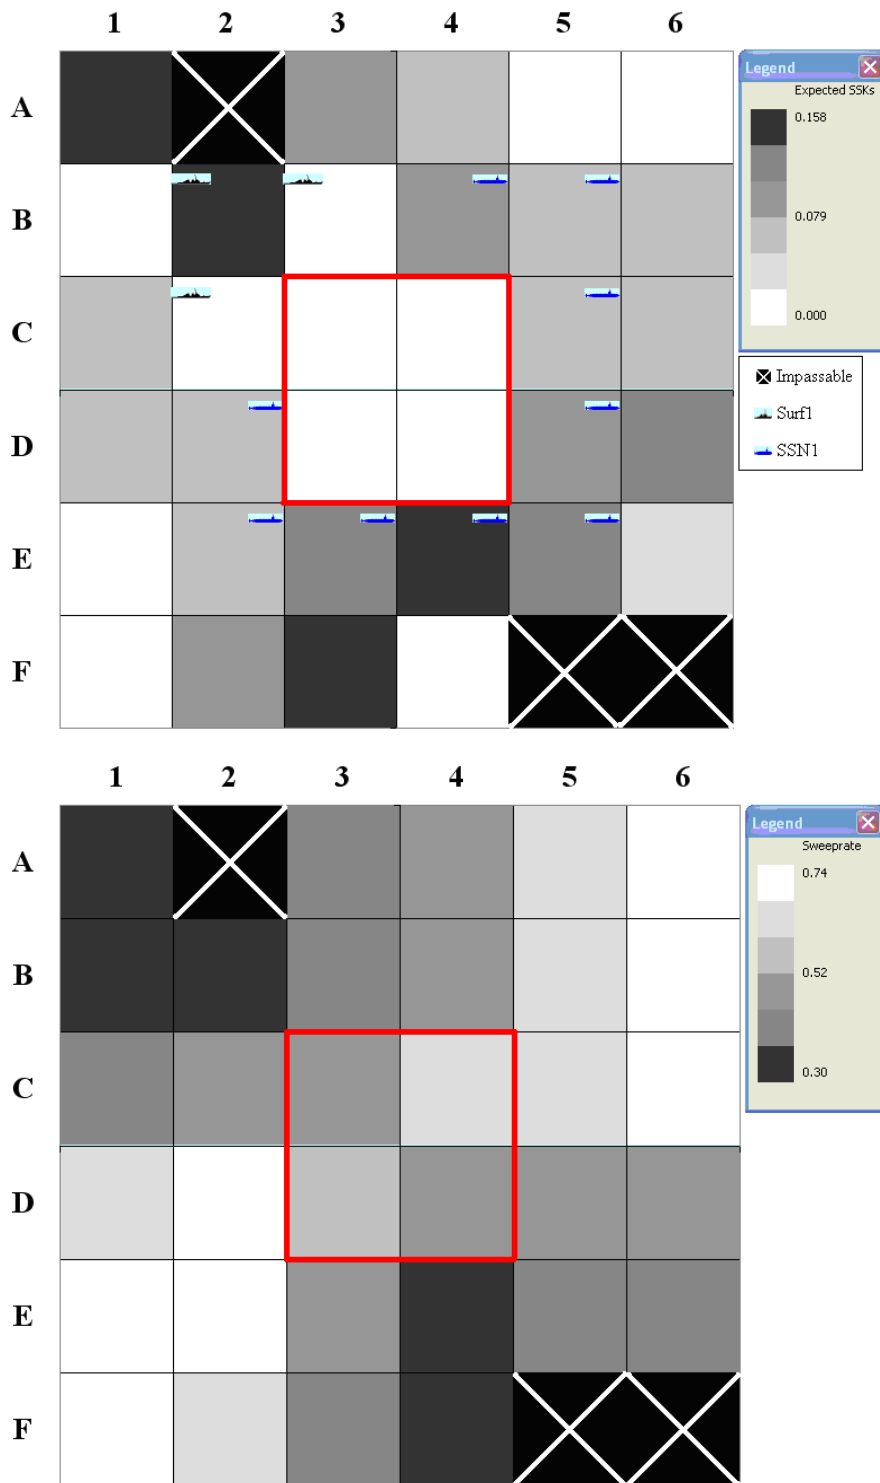 1 2 3 4 5 6
A
B
C
D
E
F
Legend
Expected SSKs
0.158
0.079
0.000
Impassable
Surf1
SSN1
1 2 3 4 5 6
A
B
C
D
E
F
Legend
Sweeprate
0.74
0.52
0.30